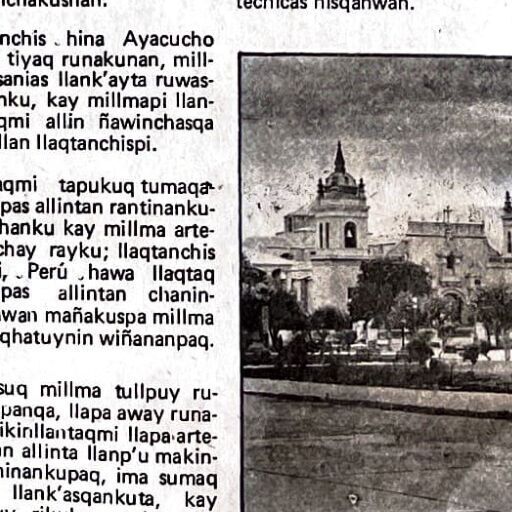 nchis hina Ayacucho
tiyaq runakunan, mill-
sanias llank'ayta ruwas-
nku, kay millmapi llan-
qmi allin ñawinchasqa
llan llaqtanchispi.
aqmi tapukuq tumaqa-
pas allintan rantinanku-
hanku kay millma arte-
chay rayku; llaqtanchis
i, Perú hawa llaqtaq
pas allintan chanin-
wan mañakuspa millma
qhatuynin wiñananpaq.
suq millma tullpuy ru-
panqa, llapa away runa-
ikinllantaqmi llapa arte-
n allinta llanp'u makin-
ninankupaq, ima sumaq
llank'asqankuta, kay
tecnicas nisqanwan.